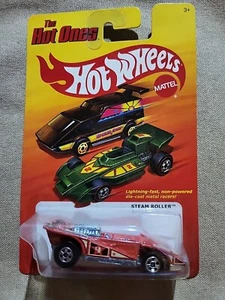 The
Hot Ones
3+
Hot Wheels
MATTEL
Lightning-fast, non-powered
die-cast metal racers!
STEAM ROLLER